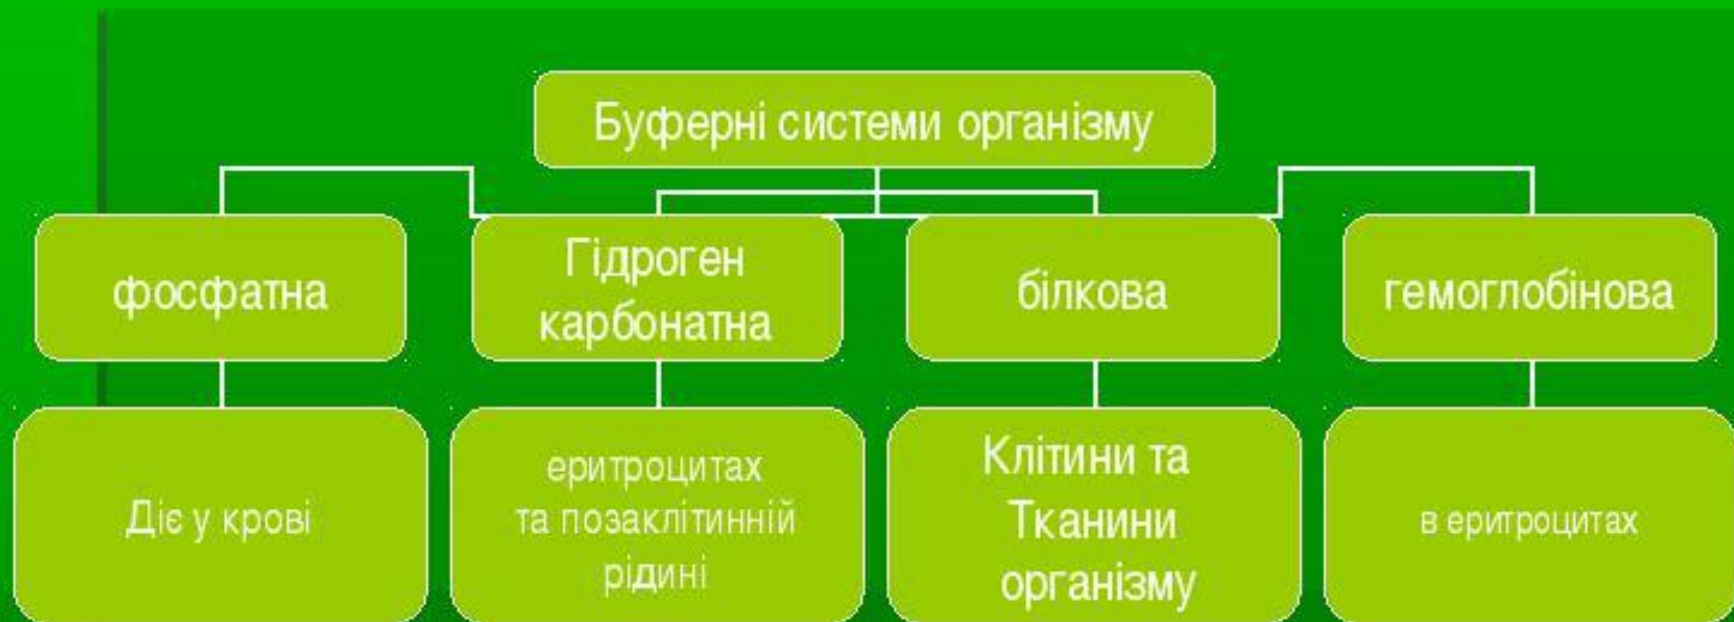 Буферні системи організму
фосфатна
Гідроген
карбонатна
білкова
гемоглобінова
Діє у крові
еритроцитах
та позаклітинній
рідині
Клітини та
Тканини
організму
в еритроцитах